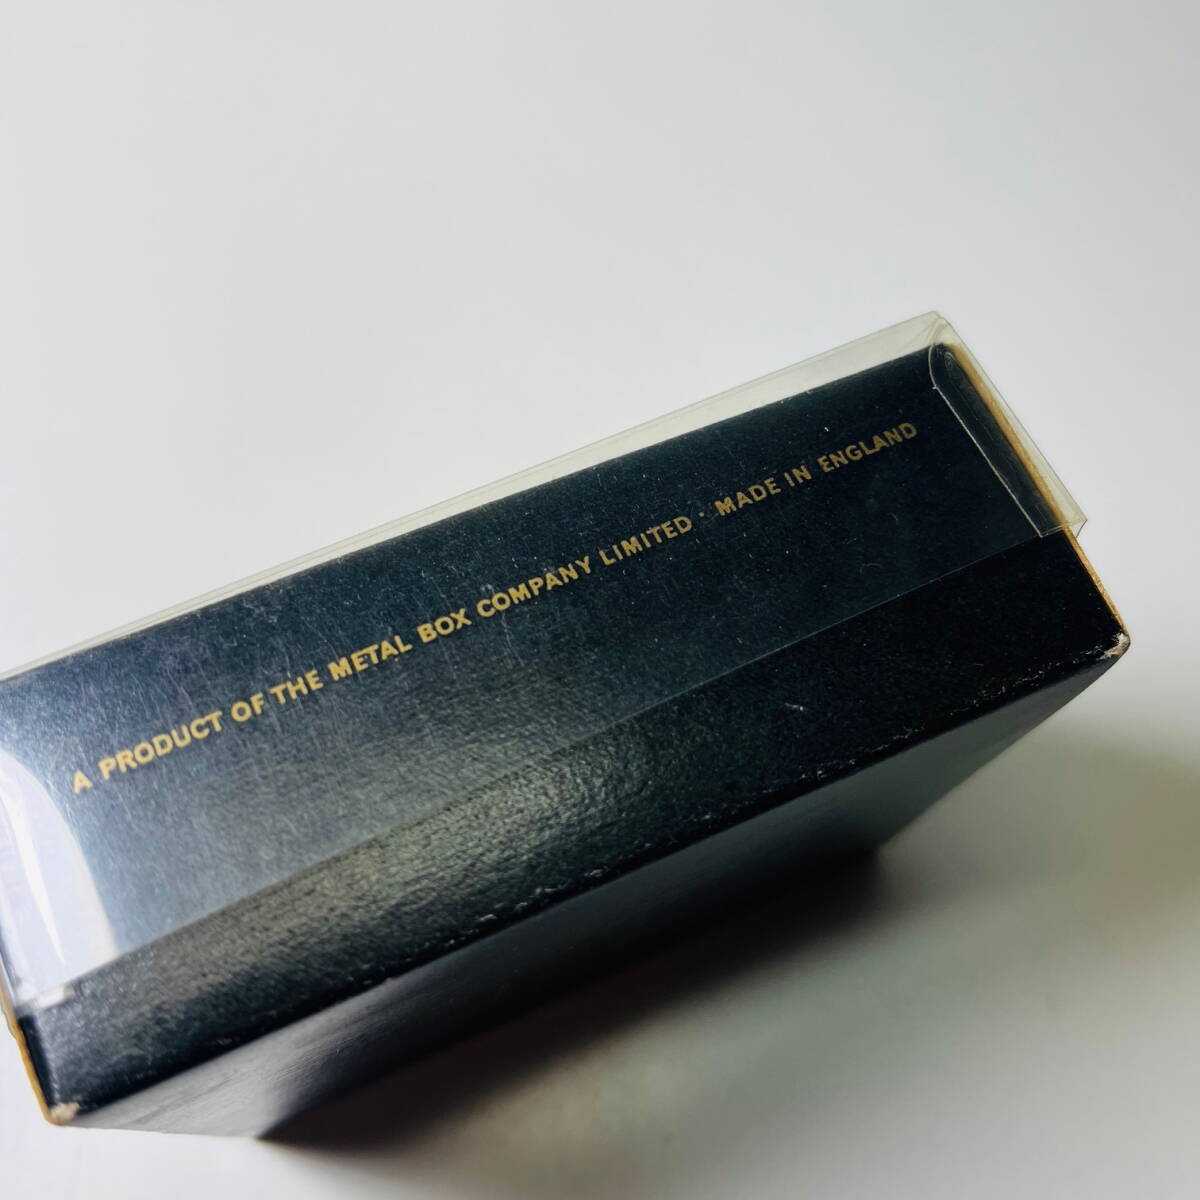 A PRODUCT OF THE METAL BOX COMPANY LIMITED · MADE IN ENGLAND